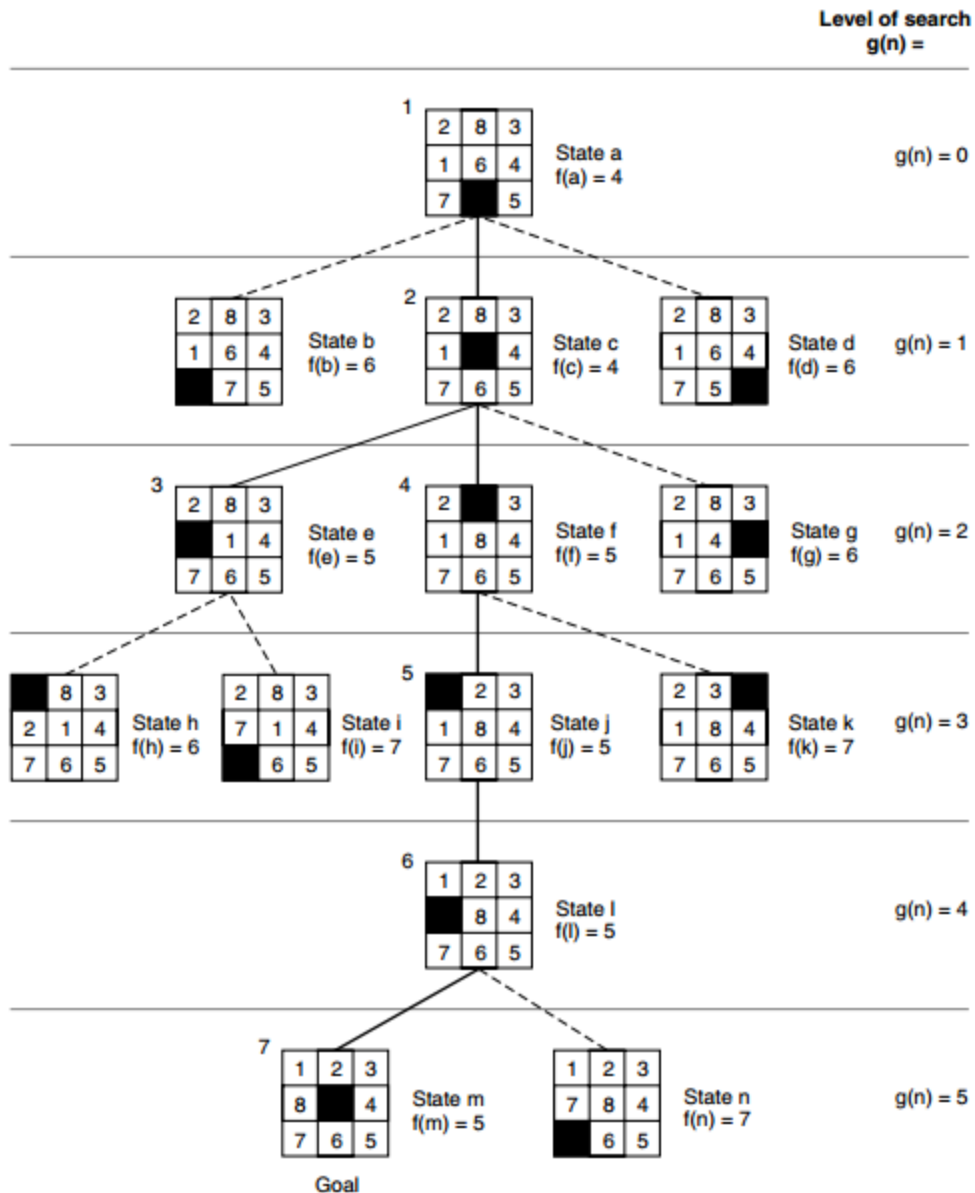 Level of search
g(n) =
1
2 8 3
1 6 4
7 5
State a
f(a) = 4
g(n) = 0
2 8 3
1 6 4
7 5
State b
f(b) = 6
2
2 8 3
1 4
7 6 5
State c
f(c) = 4
2 8 3
1 6 4
7 5
State d
f(d) = 6
g(n) = 1
3
2 8 3
1 4
7 6 5
State e
f(e) = 5
4
2 3
1 8 4
7 6 5
State f
f(f) = 5
2 8 3
1 4
7 6 5
State g
f(g) = 6
g(n) = 2
8 3
2 1 4
7 6 5
State h
f(h) = 6
2 8 3
7 1 4
6 5
State i
f(i) = 7
5
2 3
1 8 4
7 6 5
State j
f(j) = 5
2 3
1 8 4
7 6 5
State k
f(k) = 7
g(n) = 3
6
1 2 3
8 4
7 6 5
State l
f(l) = 5
g(n) = 4
7
1 2 3
8 4
7 6 5
State m
f(m) = 5
Goal
1 2 3
7 8 4
6 5
State n
f(n) = 7
g(n) = 5